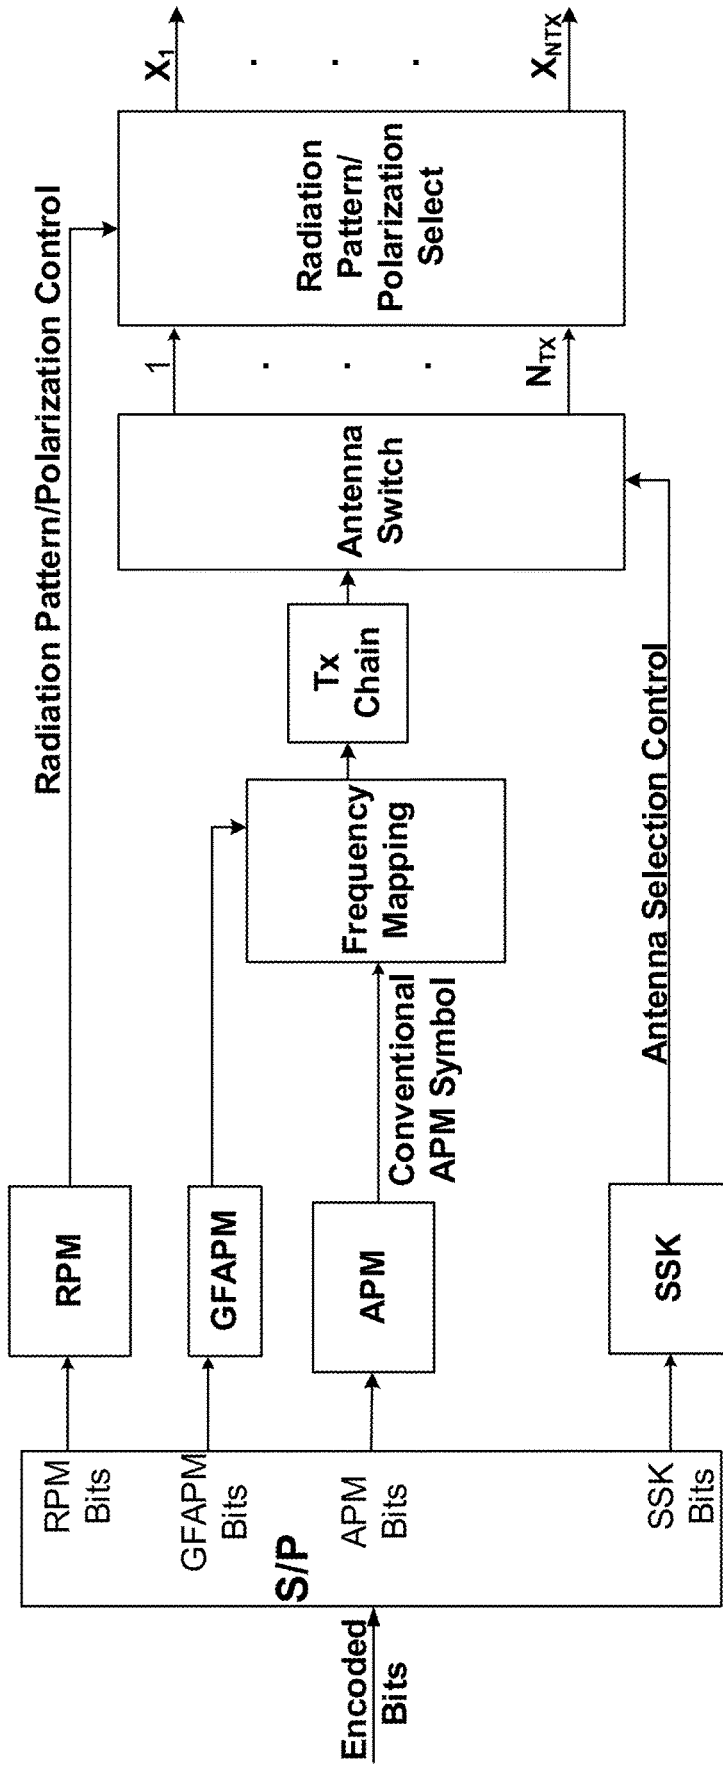 Encoded
Bits
S/P
RPM
Bits
GFAPM
Bits
APM
Bits
SSK
Bits
RPM
GFAPM
APM
SSK
Radiation Pattern/Polarization Control
Conventional
APM Symbol
Antenna Selection Control
Frequency
Mapping
Tx
Chain
Antenna
Switch
1
NTX
Radiation
Pattern/
Polarization
Select
X1
XNTX